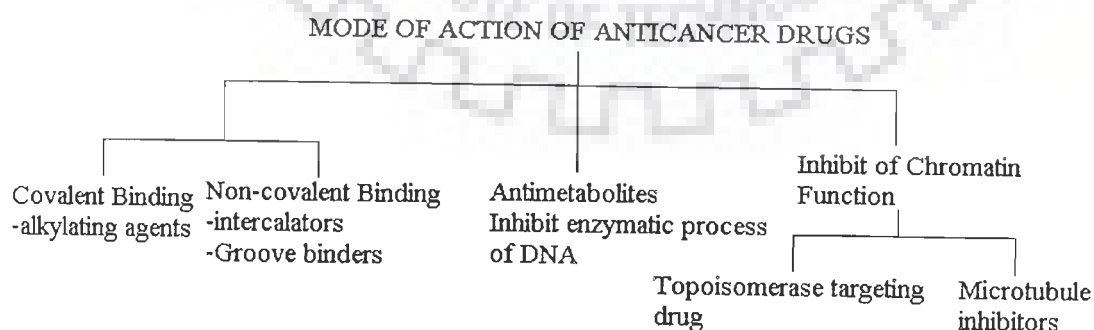 MODE OF ACTION OF ANTICANCER DRUGS
Covalent Binding
-alkylating agents
Non-covalent Binding
-intercalators
-Groove binders
Antimetabolites
Inhibit enzymatic process
of DNA
Inhibit of Chromatin
Function
Topoisomerase targeting
drug
Microtubule
inhibitors